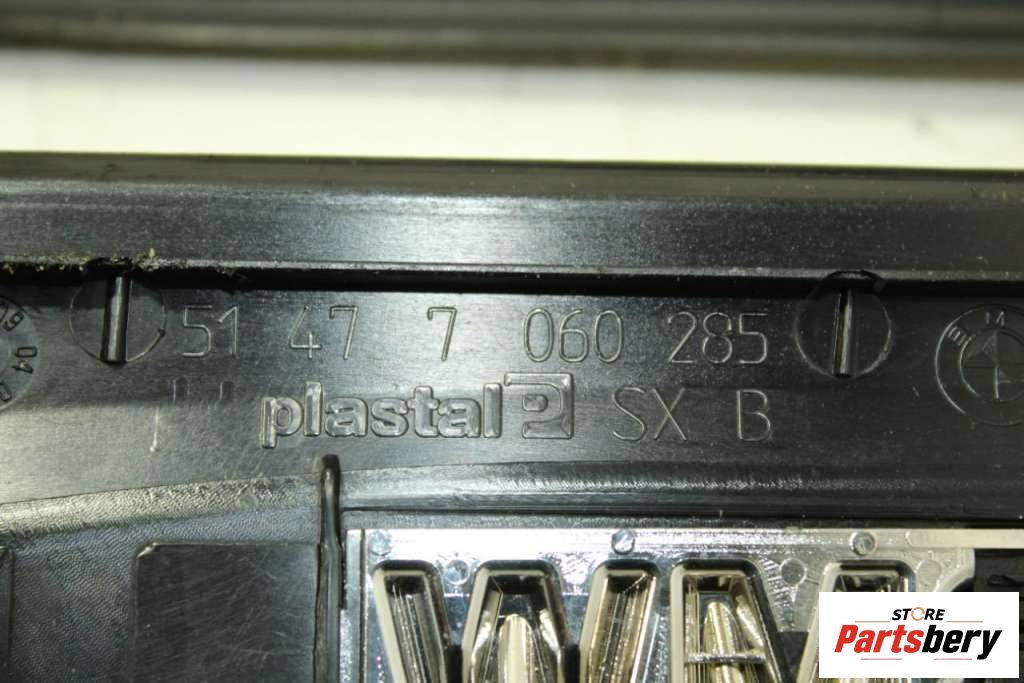 51 47 7 060 285
plastal P SX B
STORE
Partsbery